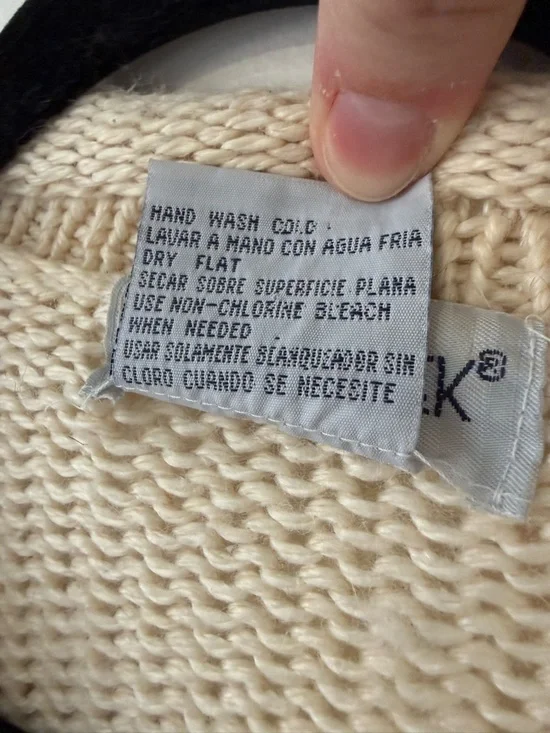 HAND WASH COLD
LAVAR A MANO CON AGUA FRIA
DRY FLAT
SECAR SOBRE SUPERFICIE PLANA
USE NON-CHLORINE BLEACH
WHEN NEEDED
USAR SOLAMENTE BLANQUEADOR SIN
CLORO CUANDO SE NECESITE
K®